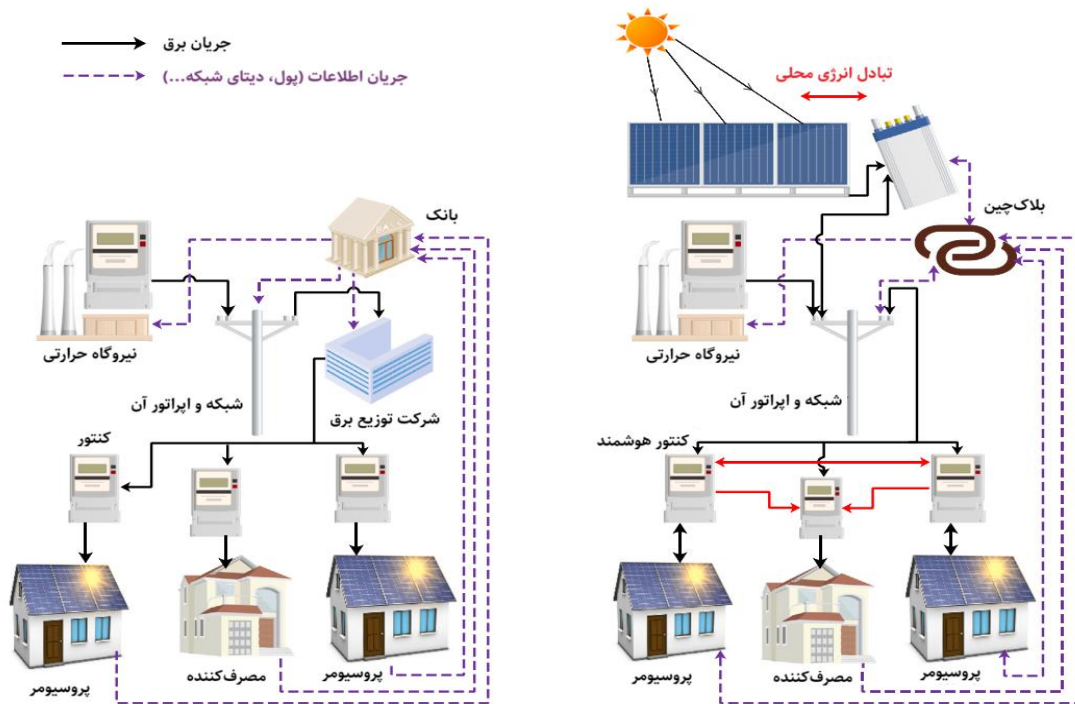 جریان برق
جریان اطلاعات (پول، دیتای شبکه...)
بانک
نیروگاه حرارتی
شبکه و اپراتور آن
شرکت توزیع برق
کنتور
پروسیومر
مصرف‌کننده
پروسیومر
تبادل انرژی محلی
بلاک‌چین
نیروگاه حرارتی
شبکه و اپراتور آن
کنتور هوشمند
پروسیومر
مصرف‌کننده
پروسیومر